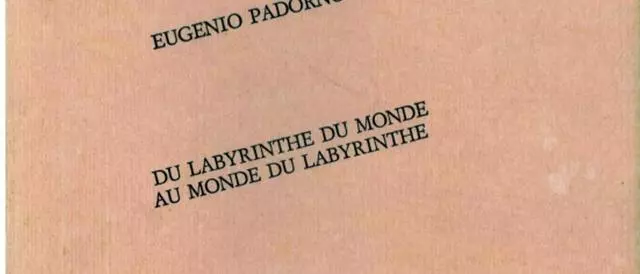 EUGENIO PADORNO
DU LABYRINTHE DU MONDE
AU MONDE DU LABYRINTHE